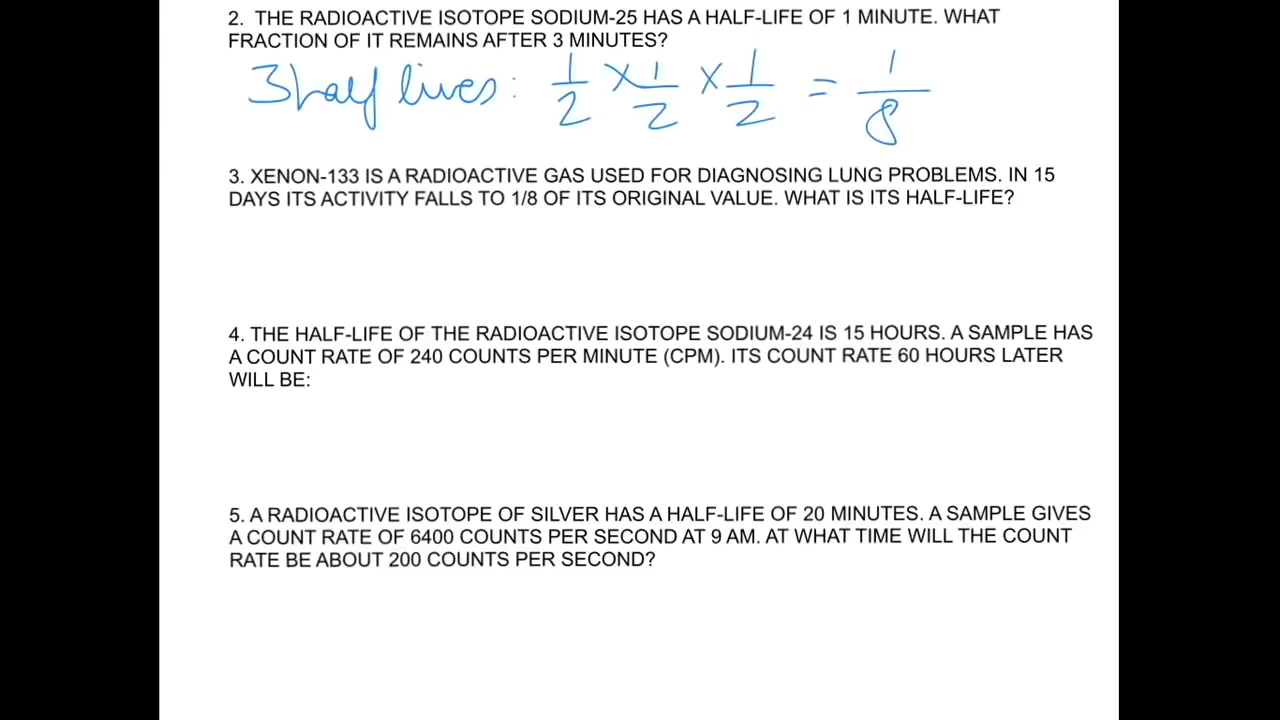 2. THE RADIOACTIVE ISOTOPE SODIUM-25 HAS A HALF-LIFE OF 1 MINUTE. WHAT
FRACTION OF IT REMAINS AFTER 3 MINUTES?
3 half lives: 1/2 × 1/2 × 1/2 = 1/8
3. XENON-133 IS A RADIOACTIVE GAS USED FOR DIAGNOSING LUNG PROBLEMS. IN 15
DAYS ITS ACTIVITY FALLS TO 1/8 OF ITS ORIGINAL VALUE. WHAT IS ITS HALF-LIFE?
4. THE HALF-LIFE OF THE RADIOACTIVE ISOTOPE SODIUM-24 IS 15 HOURS. A SAMPLE HAS
A COUNT RATE OF 240 COUNTS PER MINUTE (CPM). ITS COUNT RATE 60 HOURS LATER
WILL BE:
5. A RADIOACTIVE ISOTOPE OF SILVER HAS A HALF-LIFE OF 20 MINUTES. A SAMPLE GIVES
A COUNT RATE OF 6400 COUNTS PER SECOND AT 9 AM. AT WHAT TIME WILL THE COUNT
RATE BE ABOUT 200 COUNTS PER SECOND?